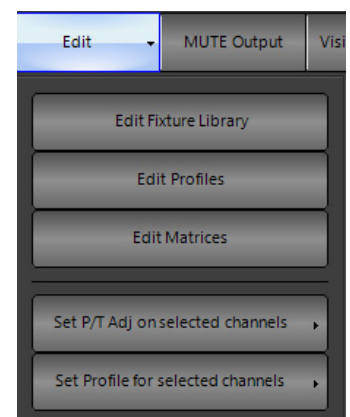 Edit MUTE Output Visi
Edit Fixture Library
Edit Profiles
Edit Matrices
Set P/T Adj on selected channels
Set Profile for selected channels